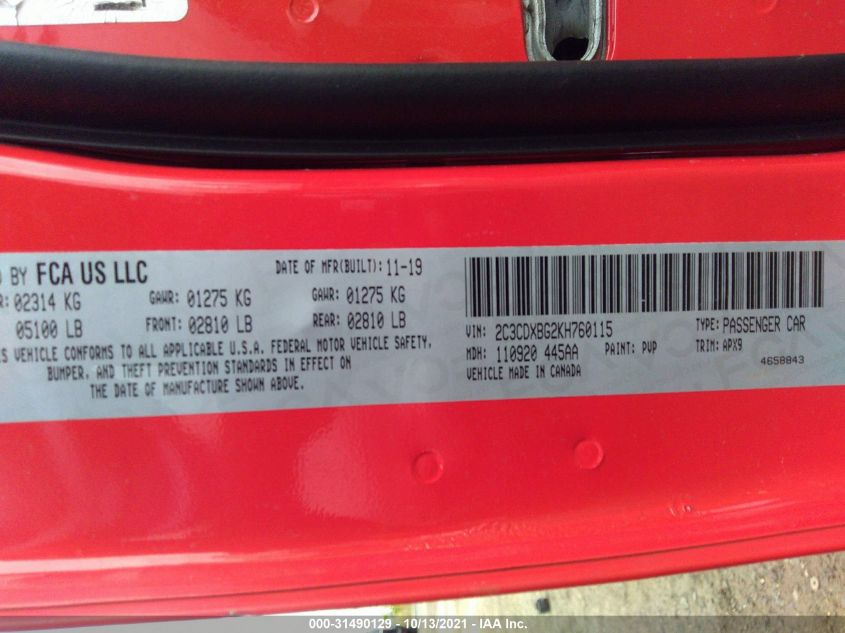 BY FCA US LLC
DATE OF MFR(BUILT): 11-19
02314 KG GAWR: 01275 KG GAWR: 01275 KG
05100 LB FRONT: 02810 LB REAR: 02810 LB
VEHICLE CONFORMS TO ALL APPLICABLE U.S.A. FEDERAL MOTOR VEHICLE SAFETY,
BUMPER, AND THEFT PREVENTION STANDARDS IN EFFECT ON
THE DATE OF MANUFACTURE SHOWN ABOVE.
VIN: 2C3CDXBG2KH760115 TYPE: PASSENGER CAR
MDH: 110920 445AA PAINT: PVP TRIM: APX9
VEHICLE MADE IN CANADA 4658843
000-31490129 - 10/13/2021 - IAA Inc.